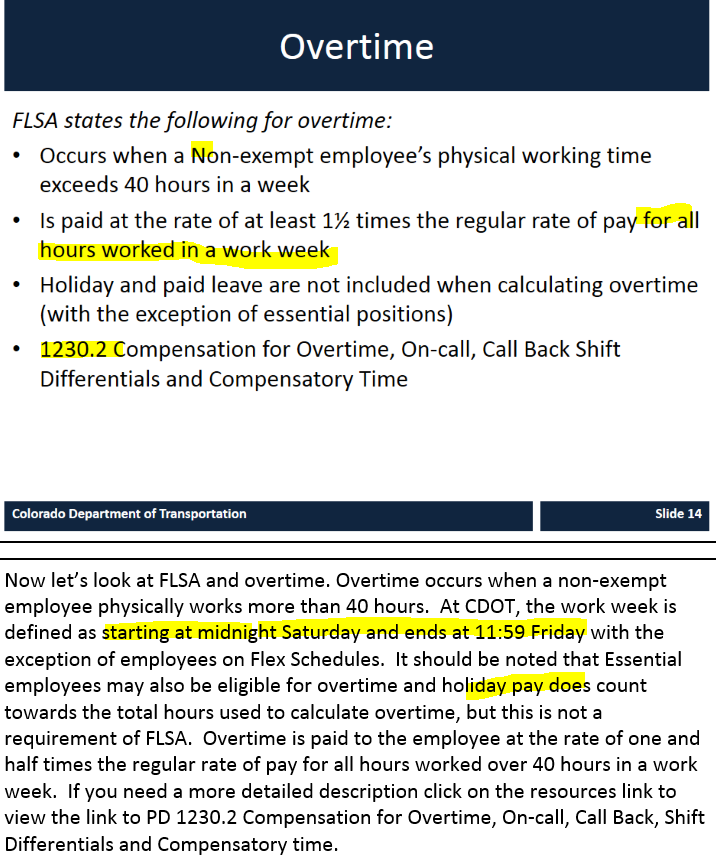 Overtime
FLSA states the following for overtime:
• Occurs when a Non-exempt employee’s physical working time
exceeds 40 hours in a week
• Is paid at the rate of at least 1½ times the regular rate of pay for all
hours worked in a work week
• Holiday and paid leave are not included when calculating overtime
(with the exception of essential positions)
• 1230.2 Compensation for Overtime, On-call, Call Back Shift
Differentials and Compensatory Time
Colorado Department of Transportation
Slide 14
Now let’s look at FLSA and overtime. Overtime occurs when a non-exempt
employee physically works more than 40 hours.  At CDOT, the work week is
defined as starting at midnight Saturday and ends at 11:59 Friday with the
exception of employees on Flex Schedules.  It should be noted that Essential
employees may also be eligible for overtime and holiday pay does count
towards the total hours used to calculate overtime, but this is not a
requirement of FLSA.  Overtime is paid to the employee at the rate of one and
half times the regular rate of pay for all hours worked over 40 hours in a work
week.  If you need a more detailed description click on the resources link to
view the link to PD 1230.2 Compensation for Overtime, On-call, Call Back, Shift
Differentials and Compensatory time.